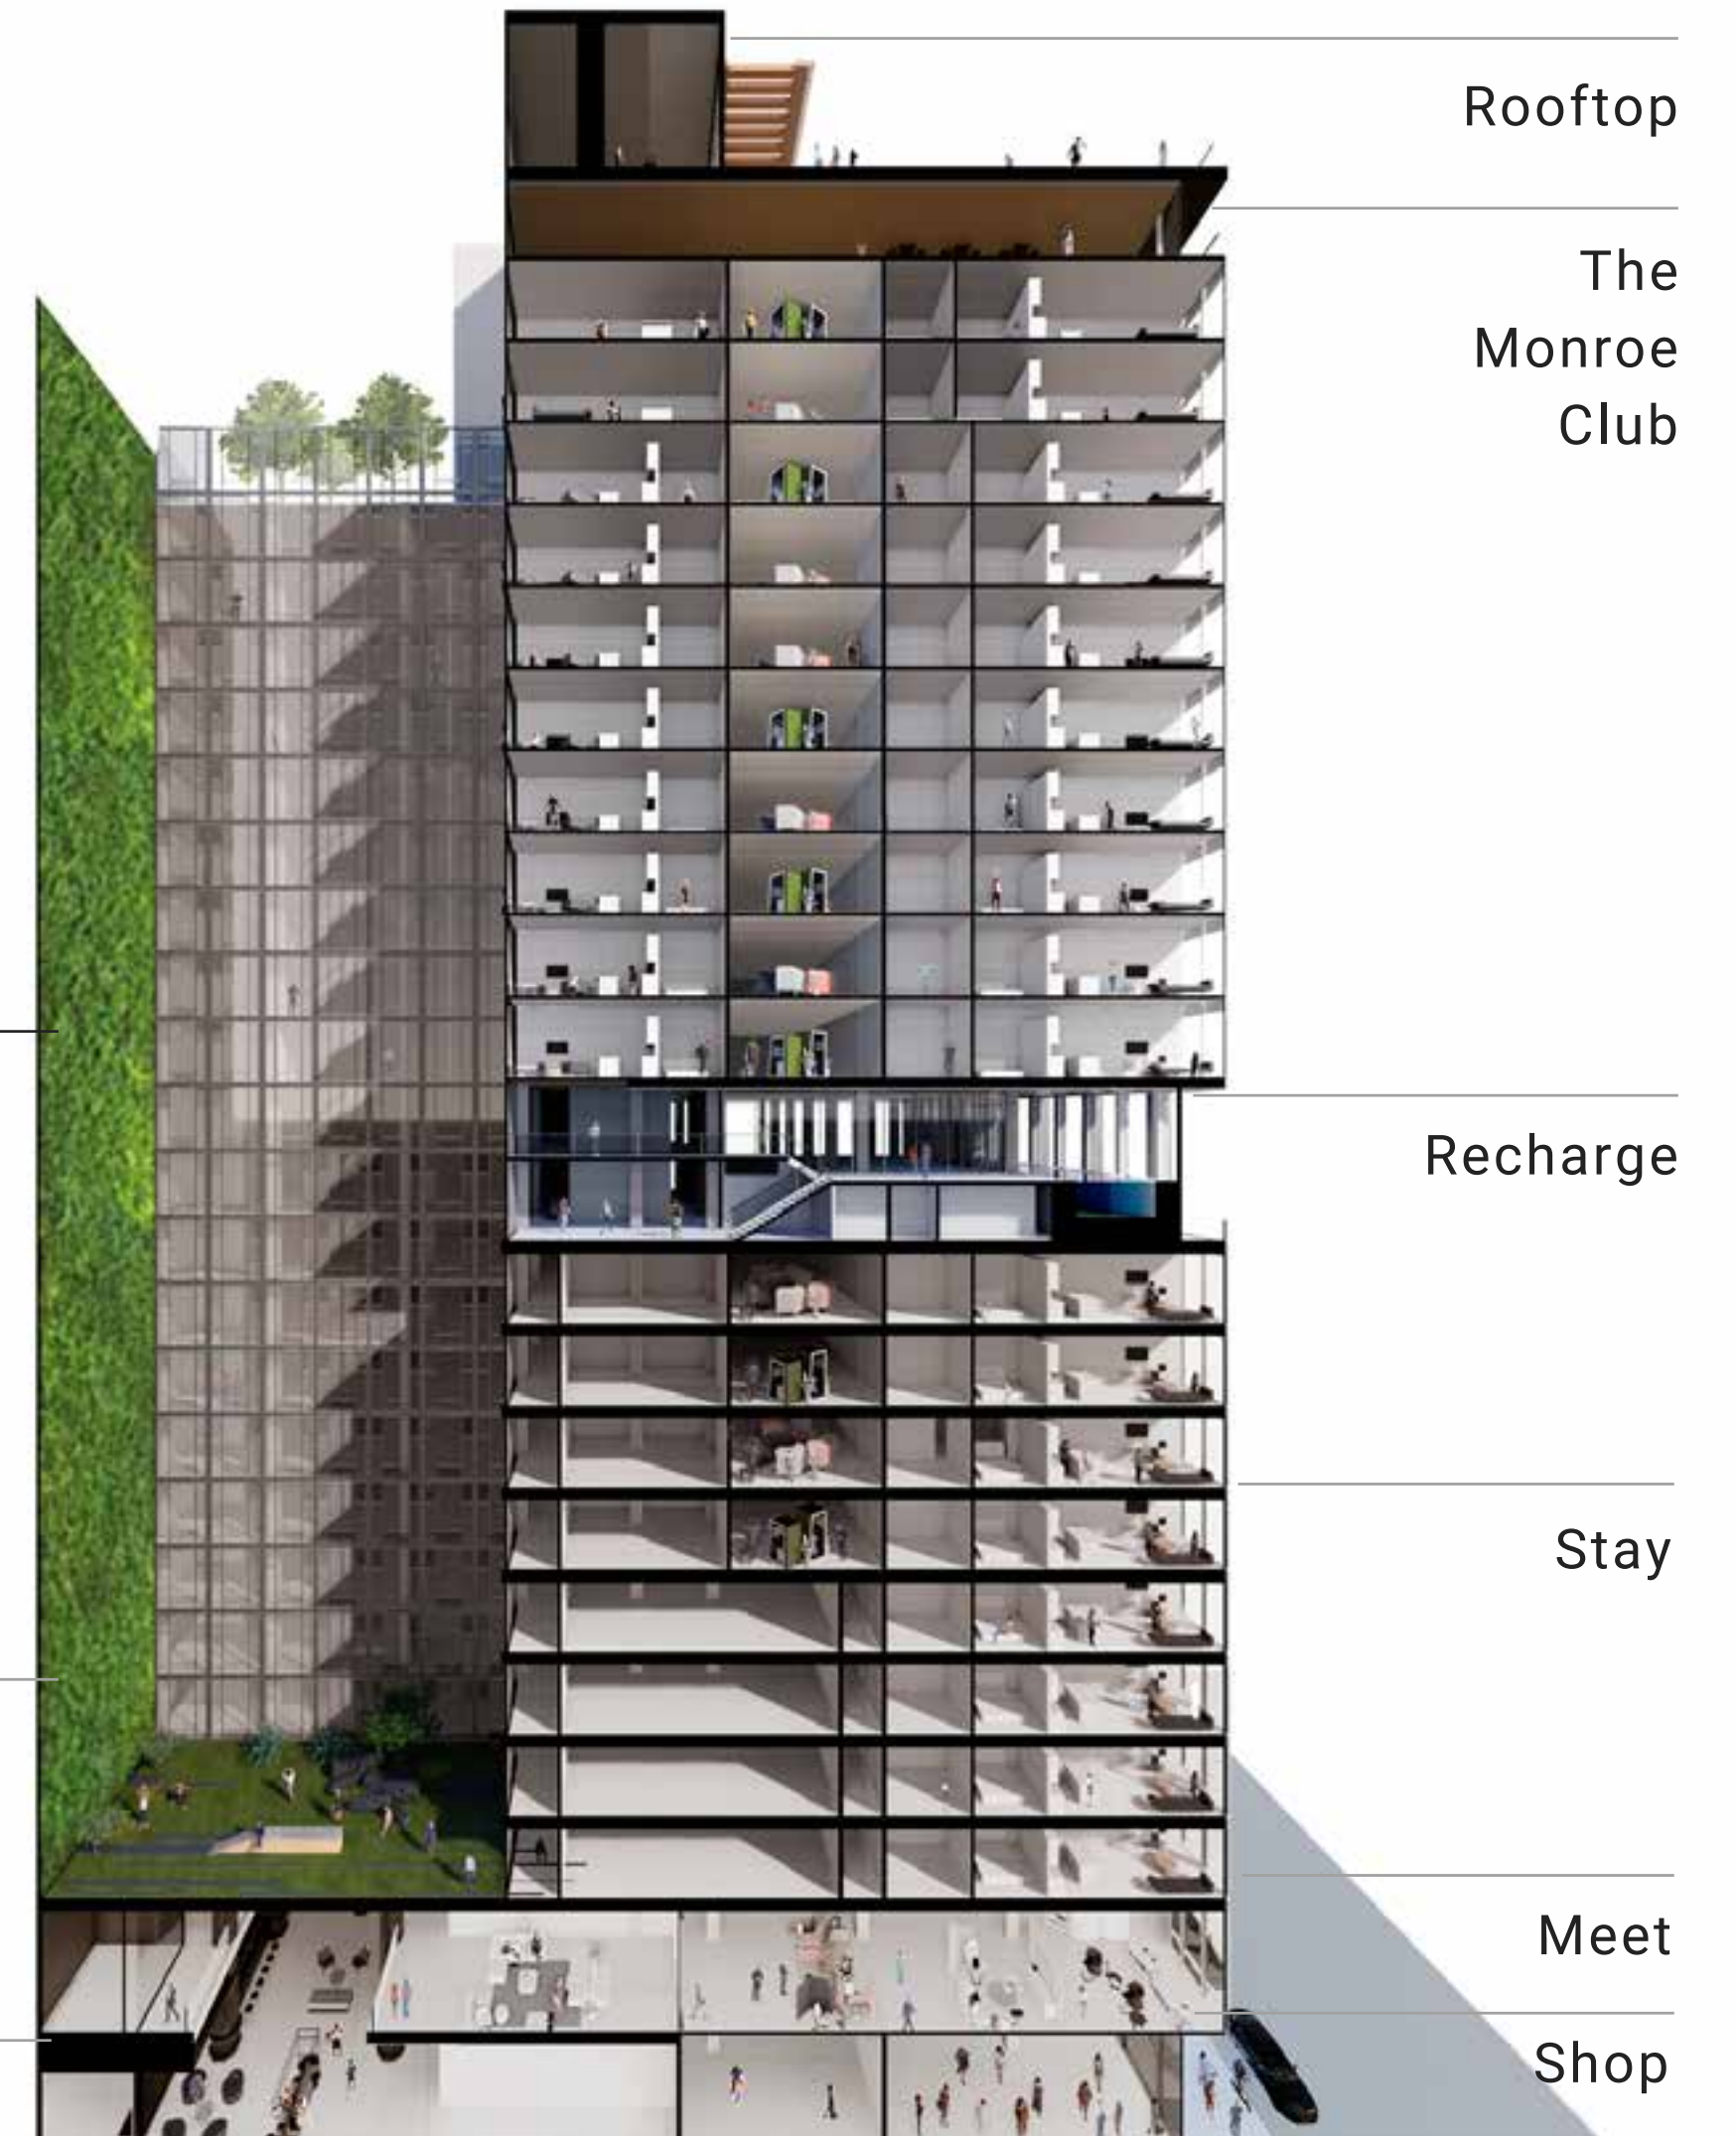 Rooftop
The
Monroe
Club
Recharge
Stay
Meet
Shop